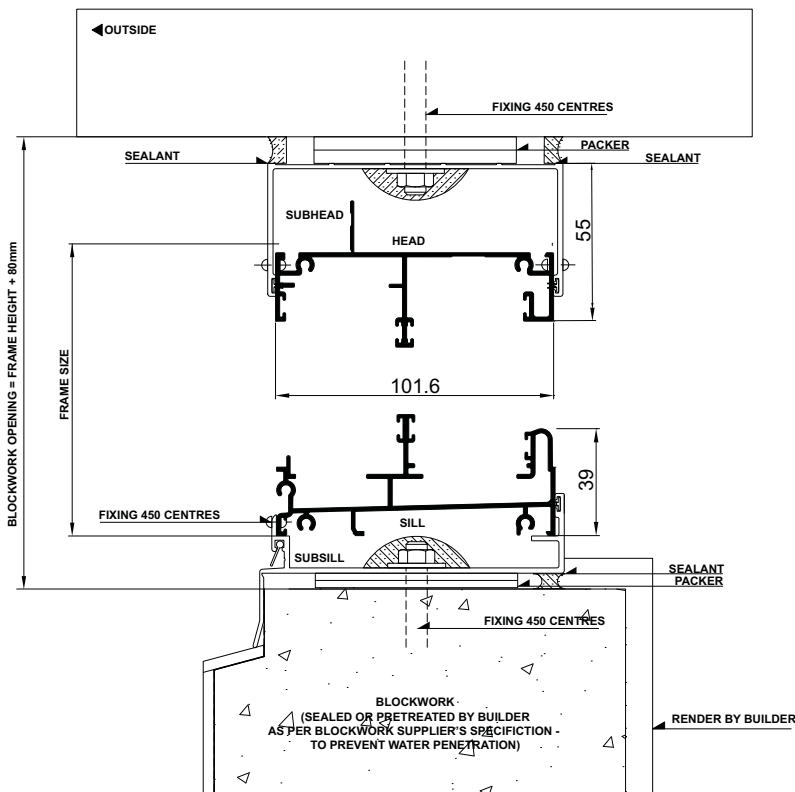 OUTSIDE
FIXING 450 CENTRES
PACKER
SEALANT
SEALANT
SUBHEAD
HEAD
55
BLOCKWORK OPENING = FRAME HEIGHT + 80mm
FRAME SIZE
101.6
39
FIXING 450 CENTRES
SILL
SUBSILL
SEALANT
PACKER
FIXING 450 CENTRES
BLOCKWORK
(SEALED OR PRETREATED BY BUILDER
AS PER BLOCKWORK SUPPLIER'S SPECIFICTION -
TO PREVENT WATER PENETRATION)
RENDER BY BUILDER